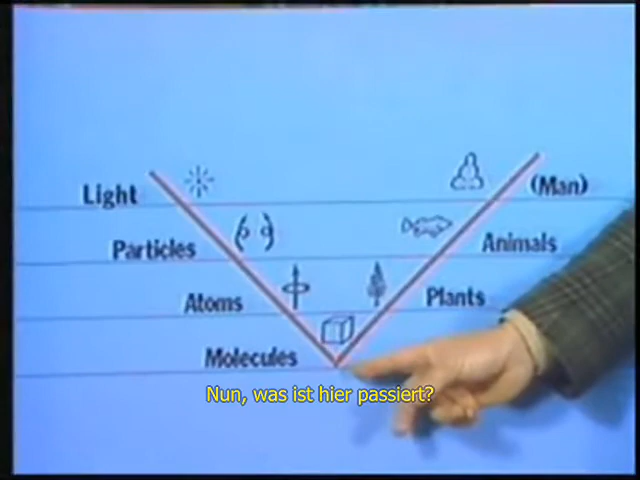 Light
(Man)
Particles
Animals
Atoms
Plants
Molecules
Nun, was ist hier passiert?